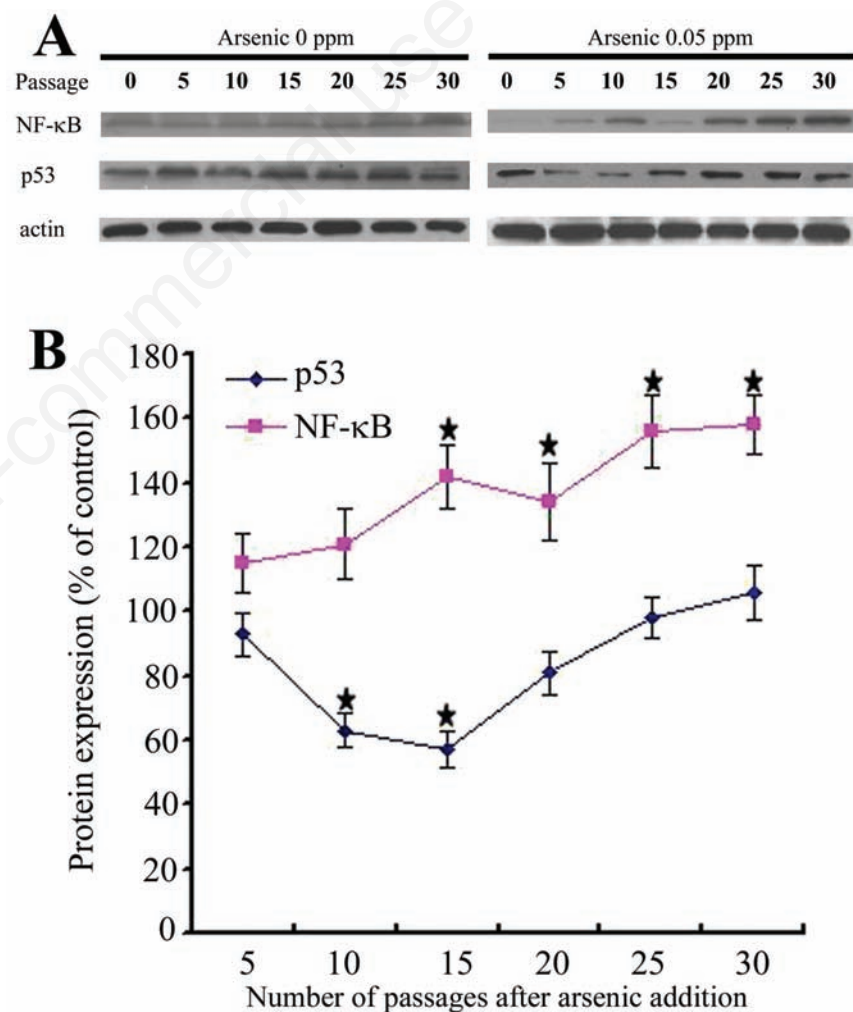 A
Arsenic 0 ppm
Arsenic 0.05 ppm
Passage 0 5 10 15 20 25 30 0 5 10 15 20 25 30
NF-κB
p53
actin
B
180
160
140
120
100
80
60
40
20
0
p53
NF-κB
Protein expression (% of control)
5 10 15 20 25 30
Number of passages after arsenic addition
-commercial use